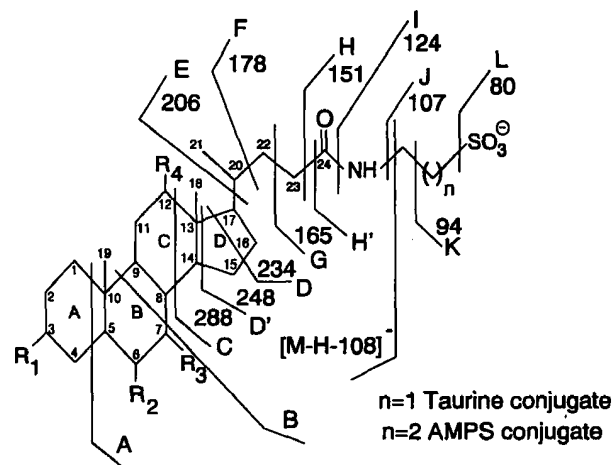 I
F
124
H
L
E
178
151
J
80
206
107
O
21
22
20
24
NH
SO3⊖
R4
18
23
n
12
17
11
C
13
D
16
165
94
H'
K
19
14
15
G
1
9
234
D
2
10
8
248
A
B
288
D'
3
5
7
C
[M-H-108]-
R1
4
6
R3
R2
B
n=1 Taurine conjugate
A
n=2 AMPS conjugate